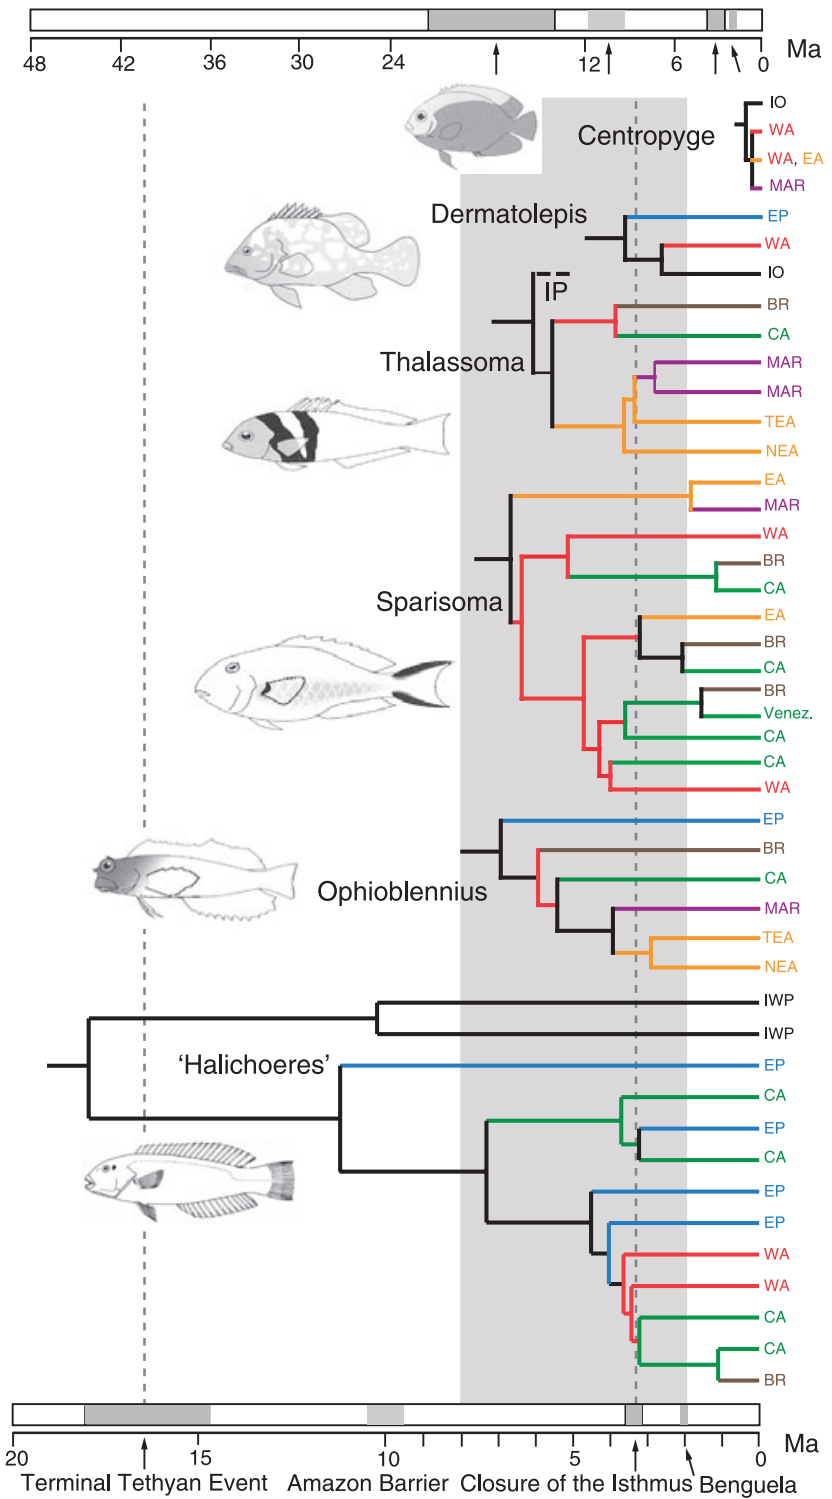 48 42 36 30 24 12 6 0 Ma
IO
Centropyge
WA
WA, EA
MAR
Dermatolepis
EP
WA
IO
IP
BR
CA
Thalassoma
MAR
MAR
TEA
NEA
EA
MAR
WA
BR
CA
Sparisoma
EA
BR
CA
BR
Venez.
CA
CA
WA
EP
BR
Ophioblennius
CA
MAR
TEA
NEA
IWP
IWP
'Halichoeres'
EP
CA
EP
CA
EP
EP
WA
WA
CA
CA
BR
20 15 10 5 0 Ma
Terminal Tethyan Event Amazon Barrier Closure of the Isthmus Benguela